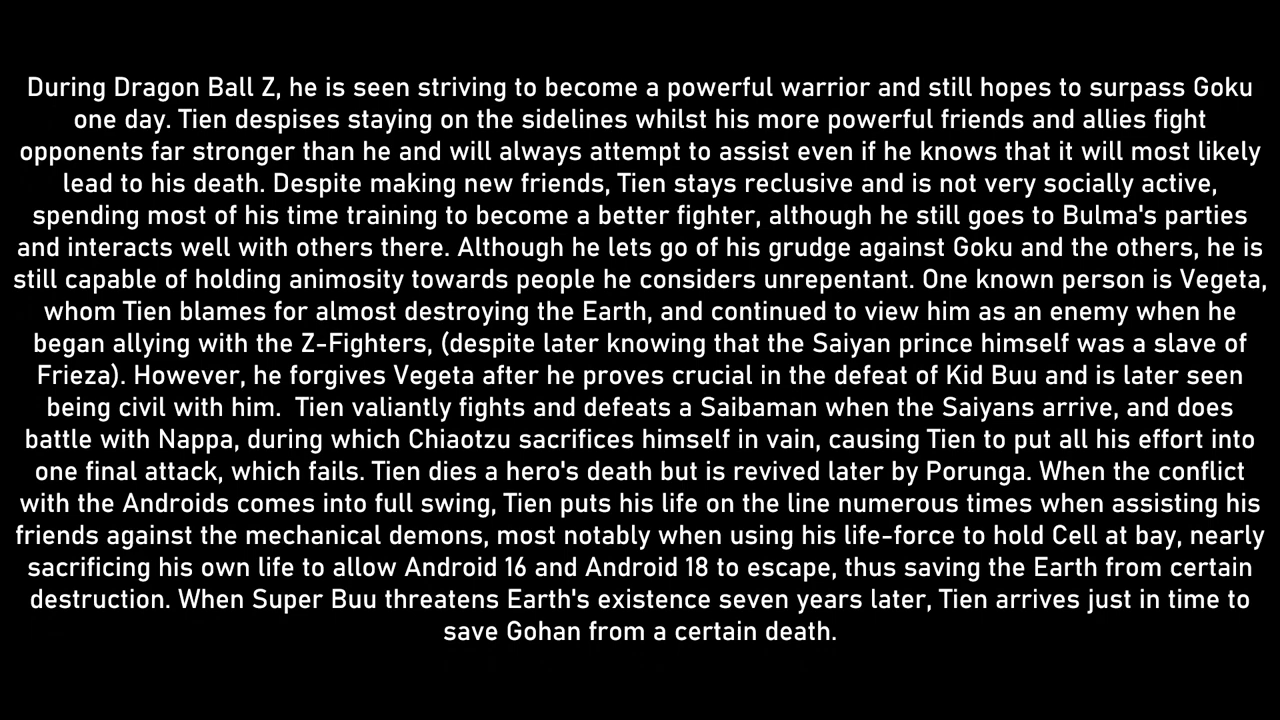 During Dragon Ball Z, he is seen striving to become a powerful warrior and still hopes to surpass Goku
one day. Tien despises staying on the sidelines whilst his more powerful friends and allies fight
opponents far stronger than he and will always attempt to assist even if he knows that it will most likely
lead to his death. Despite making new friends, Tien stays reclusive and is not very socially active,
spending most of his time training to become a better fighter, although he still goes to Bulma's parties
and interacts well with others there. Although he lets go of his grudge against Goku and the others, he is
still capable of holding animosity towards people he considers unrepentant. One known person is Vegeta,
whom Tien blames for almost destroying the Earth, and continued to view him as an enemy when he
began allying with the Z-Fighters, (despite later knowing that the Saiyan prince himself was a slave of
Frieza). However, he forgives Vegeta after he proves crucial in the defeat of Kid Buu and is later seen
being civil with him.  Tien valiantly fights and defeats a Saibaman when the Saiyans arrive, and does
battle with Nappa, during which Chiaotzu sacrifices himself in vain, causing Tien to put all his effort into
one final attack, which fails. Tien dies a hero's death but is revived later by Porunga. When the conflict
with the Androids comes into full swing, Tien puts his life on the line numerous times when assisting his
friends against the mechanical demons, most notably when using his life-force to hold Cell at bay, nearly
sacrificing his own life to allow Android 16 and Android 18 to escape, thus saving the Earth from certain
destruction. When Super Buu threatens Earth's existence seven years later, Tien arrives just in time to
save Gohan from a certain death.